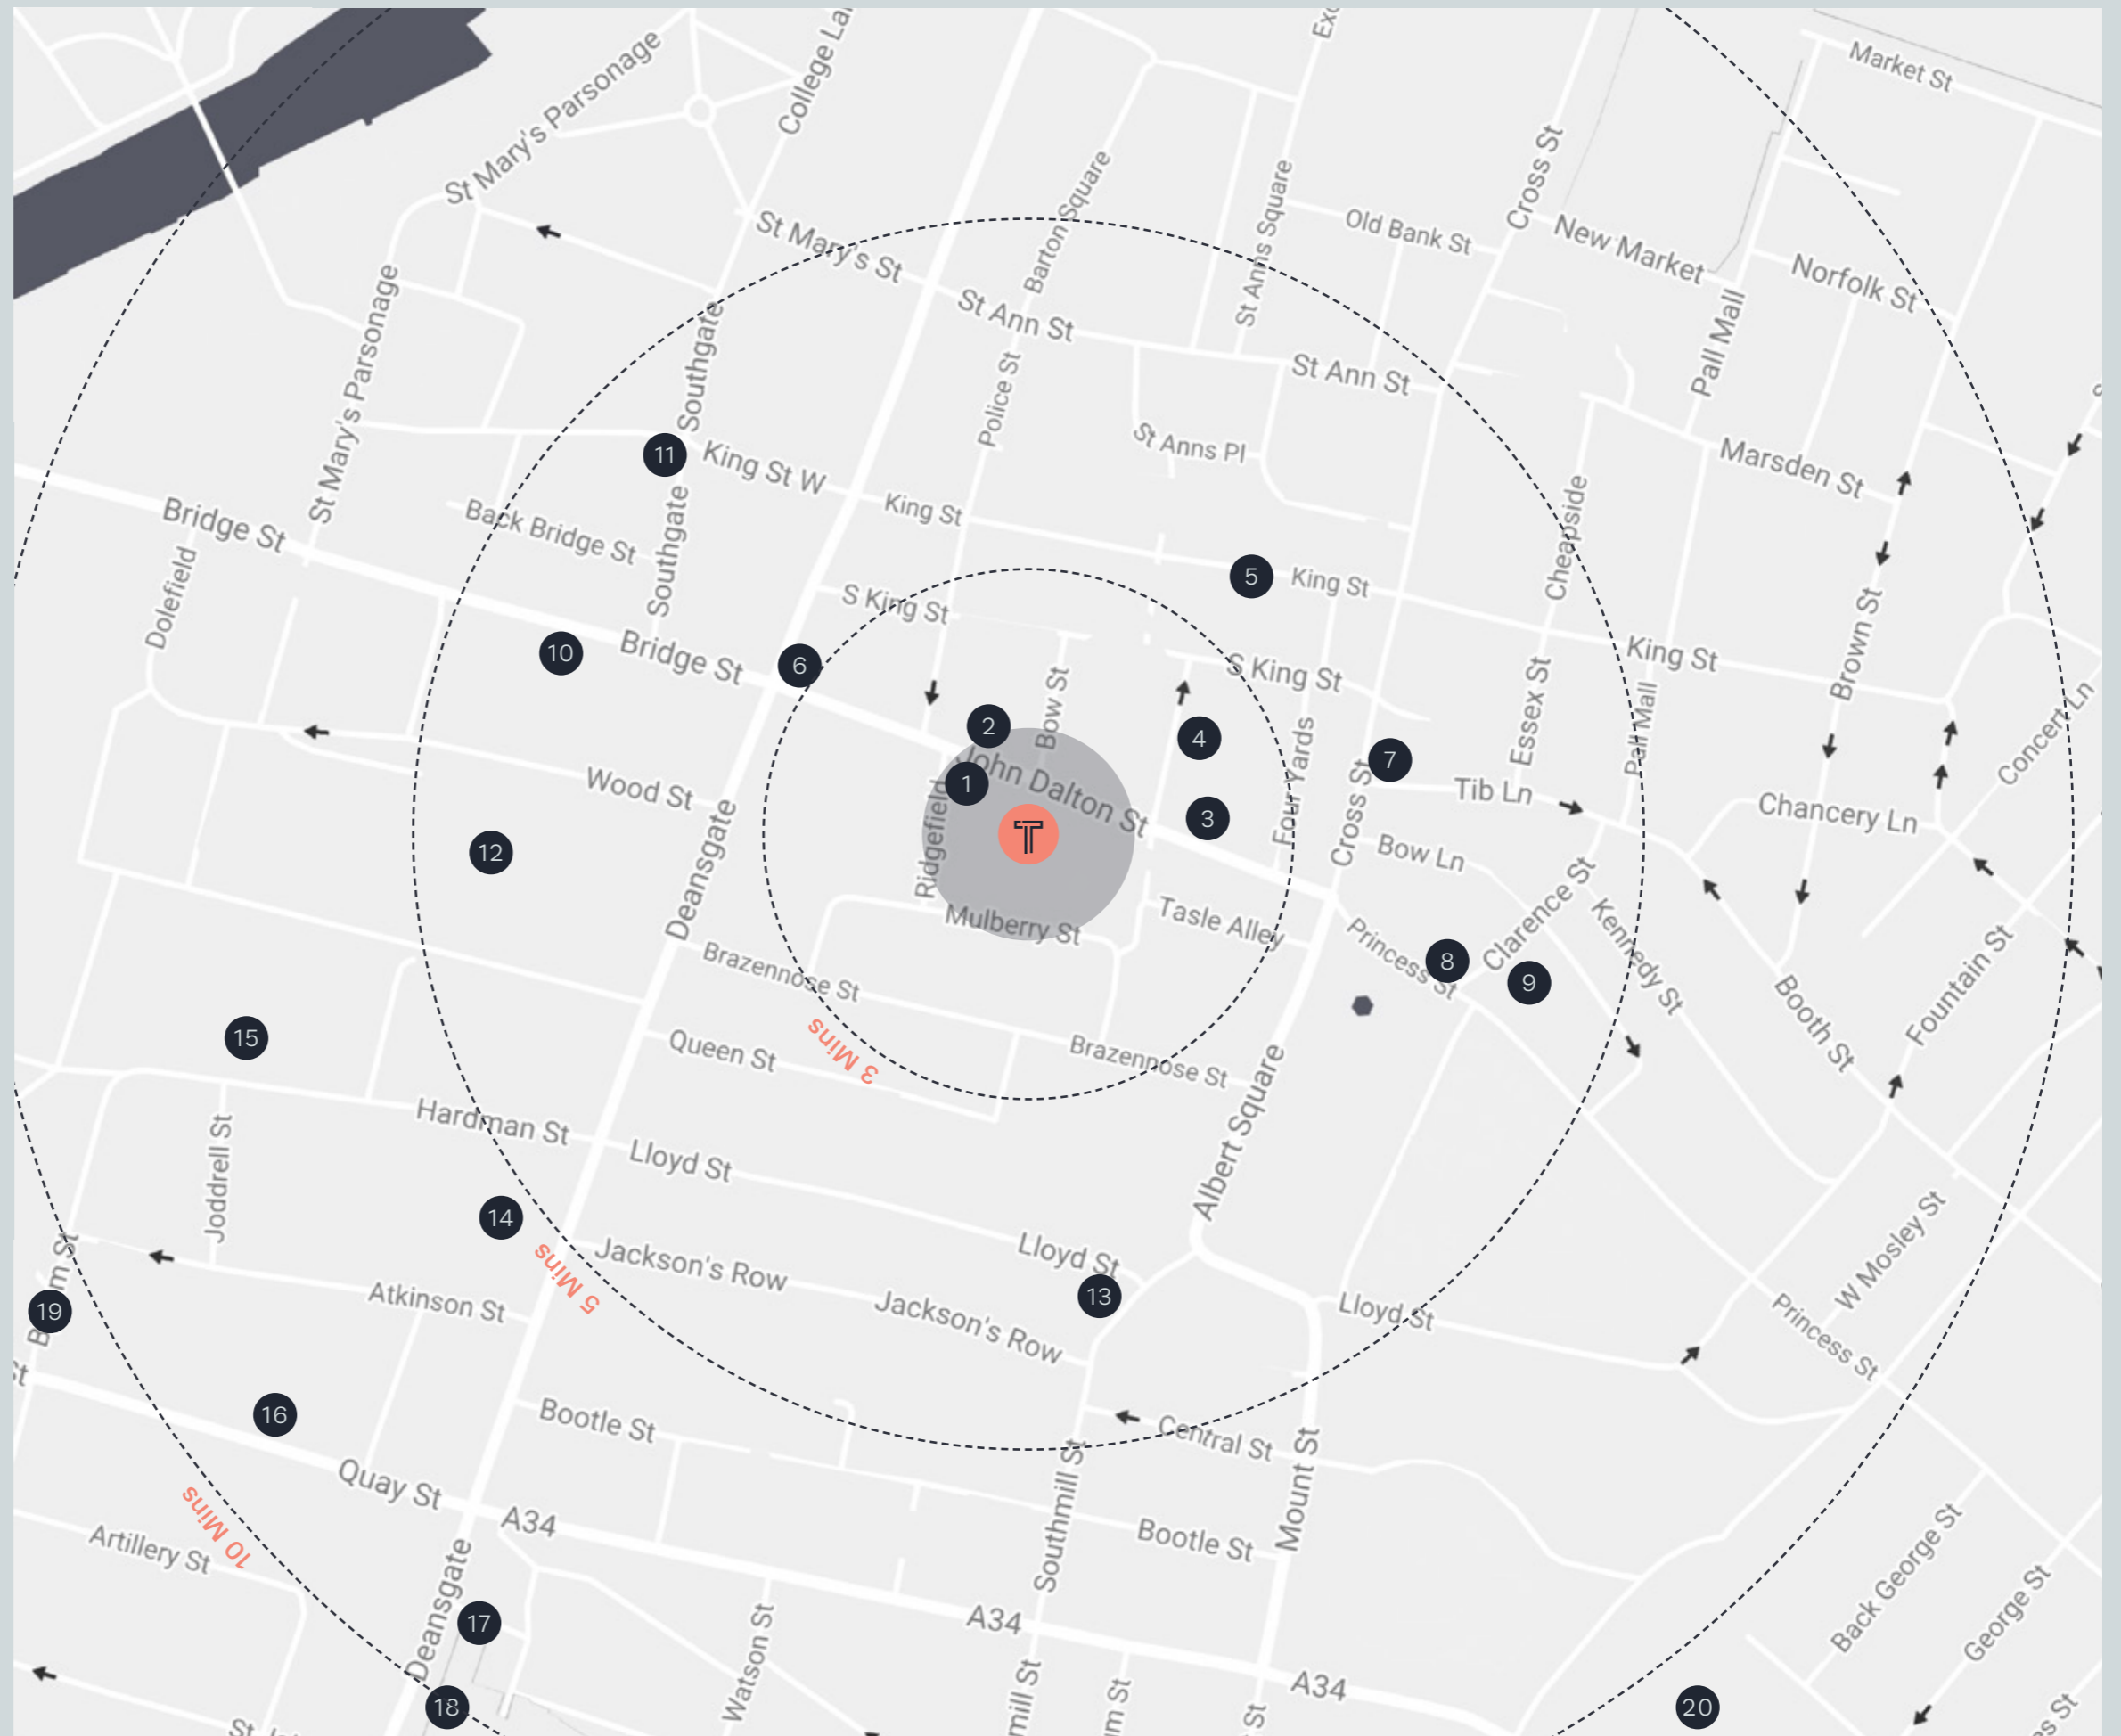 Market St
St Mary's Parsonage
Cross St
Barton Square
St Anns Square
Old Bank St
New Market
Norfolk St
St Mary's St
St Ann St
St Ann St
Pall Mall
St Mary's Parsonage
Southgate
Police St
St Anns Pl
Marsden St
11
King St W
King St
Cheapside
Bridge St
Back Bridge St
Southgate
Dolefield
5
King St
S King St
Brown St
10
Bridge St
6
S King St
King St
Essex St
Pall Mall
Bow St
Concert Ln
2
4
7
Four Yards
Wood St
1
John Dalton St
T
3
Tib Ln
Chancery Ln
Cross St
Bow Ln
12
Ridgefield
Deansgate
Mulberry St
Tasle Alley
Clarence St
Kennedy St
Princess St
8
9
Fountain St
Booth St
Brazennose St
3 Mins
15
Queen St
Brazennose St
Albert Square
Hardman St
Joddrell St
Lloyd St
14
5 Mins
Jackson's Row
Lloyd St
13
W Mosley St
Princess St
19
Atkinson St
Jackson's Row
Lloyd St
16
Bootle St
Central St
Quay St
A34
Southmill St
Mount St
Bootle St
10 Mins
Artillery St
Deansgate
17
Watson St
A34
Back George St
George St
18
A34
20